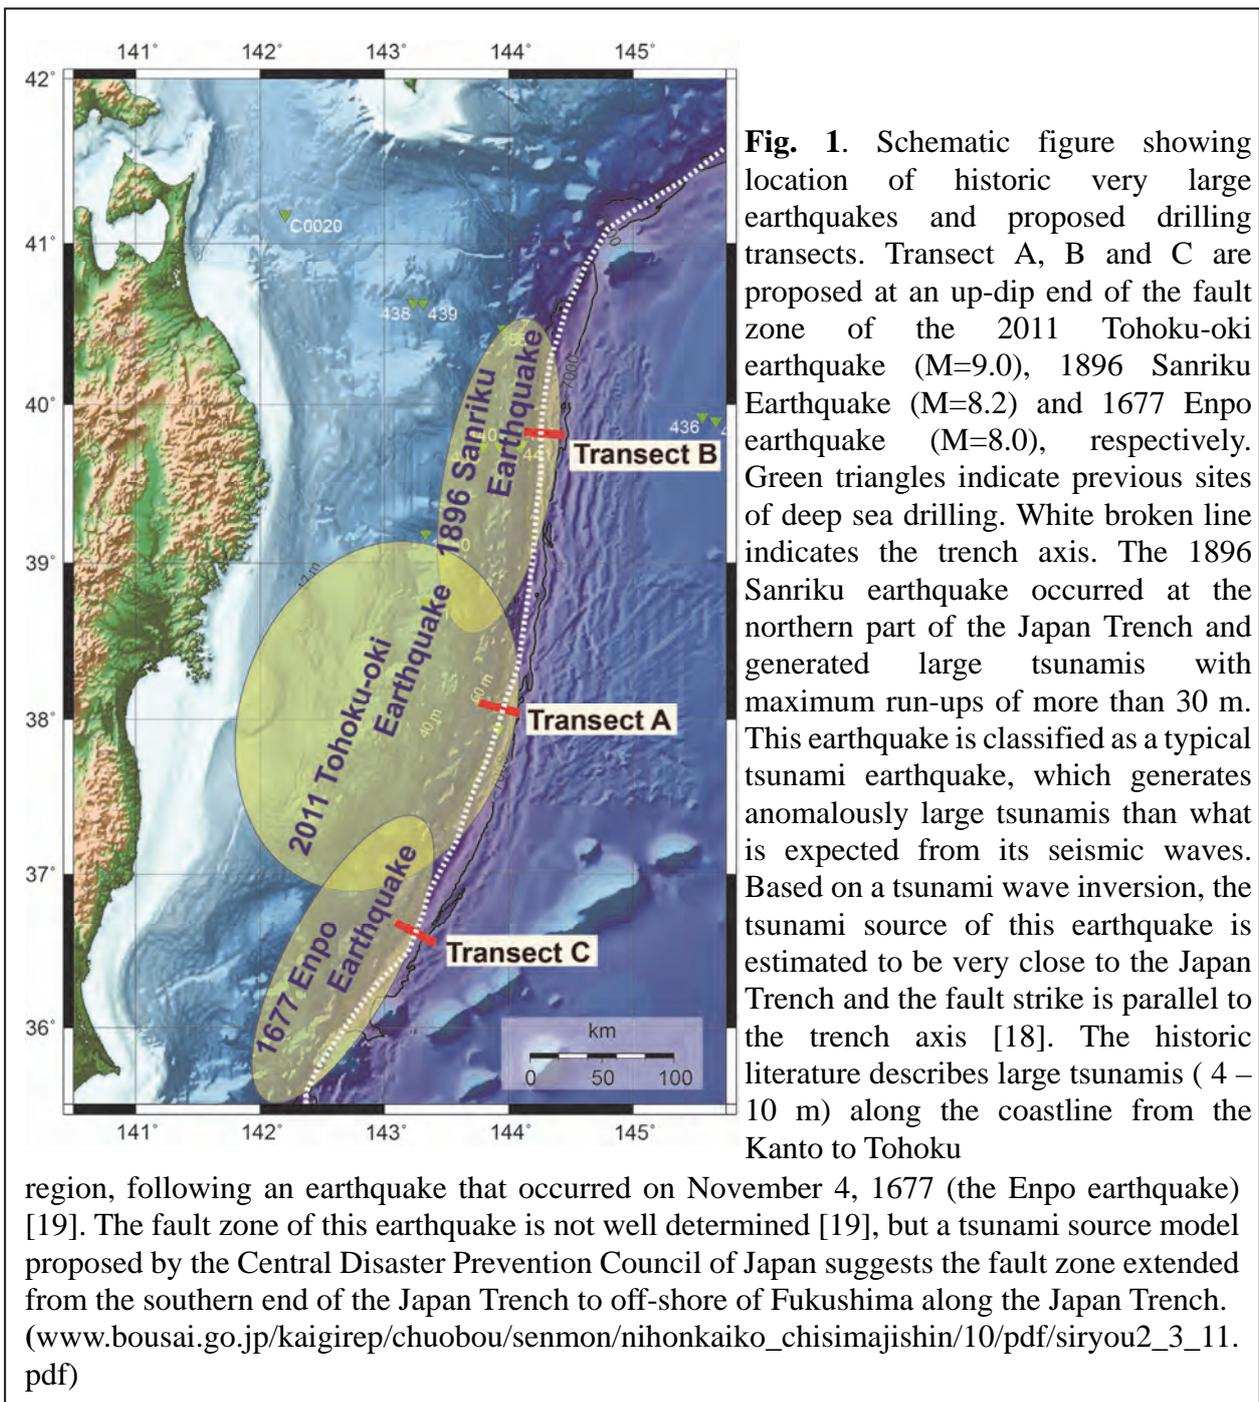 141° 142° 143° 144° 145°
42°
C0020
41°
438 439
7000
40°
436 4
Transect B
1896 Sanriku
Earthquake
39°
12 m
2011 Tohoku-oki
Earthquake
60 m
40 m
Transect A
38°
37°
1677 Enpo
Earthquake
Transect C
36°
km
0 50 100
141° 142° 143° 144° 145°
Fig. 1. Schematic figure showing
location of historic very large
earthquakes and proposed drilling
transects. Transect A, B and C are
proposed at an up-dip end of the fault
zone of the 2011 Tohoku-oki
earthquake (M=9.0), 1896 Sanriku
Earthquake (M=8.2) and 1677 Enpo
earthquake (M=8.0), respectively.
Green triangles indicate previous sites
of deep sea drilling. White broken line
indicates the trench axis. The 1896
Sanriku earthquake occurred at the
northern part of the Japan Trench and
generated large tsunamis with
maximum run-ups of more than 30 m.
This earthquake is classified as a typical
tsunami earthquake, which generates
anomalously large tsunamis than what
is expected from its seismic waves.
Based on a tsunami wave inversion, the
tsunami source of this earthquake is
estimated to be very close to the Japan
Trench and the fault strike is parallel to
the trench axis [18]. The historic
literature describes large tsunamis ( 4 –
10 m) along the coastline from the
Kanto to Tohoku
region, following an earthquake that occurred on November 4, 1677 (the Enpo earthquake)
[19]. The fault zone of this earthquake is not well determined [19], but a tsunami source model
proposed by the Central Disaster Prevention Council of Japan suggests the fault zone extended
from the southern end of the Japan Trench to off-shore of Fukushima along the Japan Trench.
(www.bousai.go.jp/kaigirep/chuobou/senmon/nihonkaiko_chisimajishin/10/pdf/siryou2_3_11.
pdf)